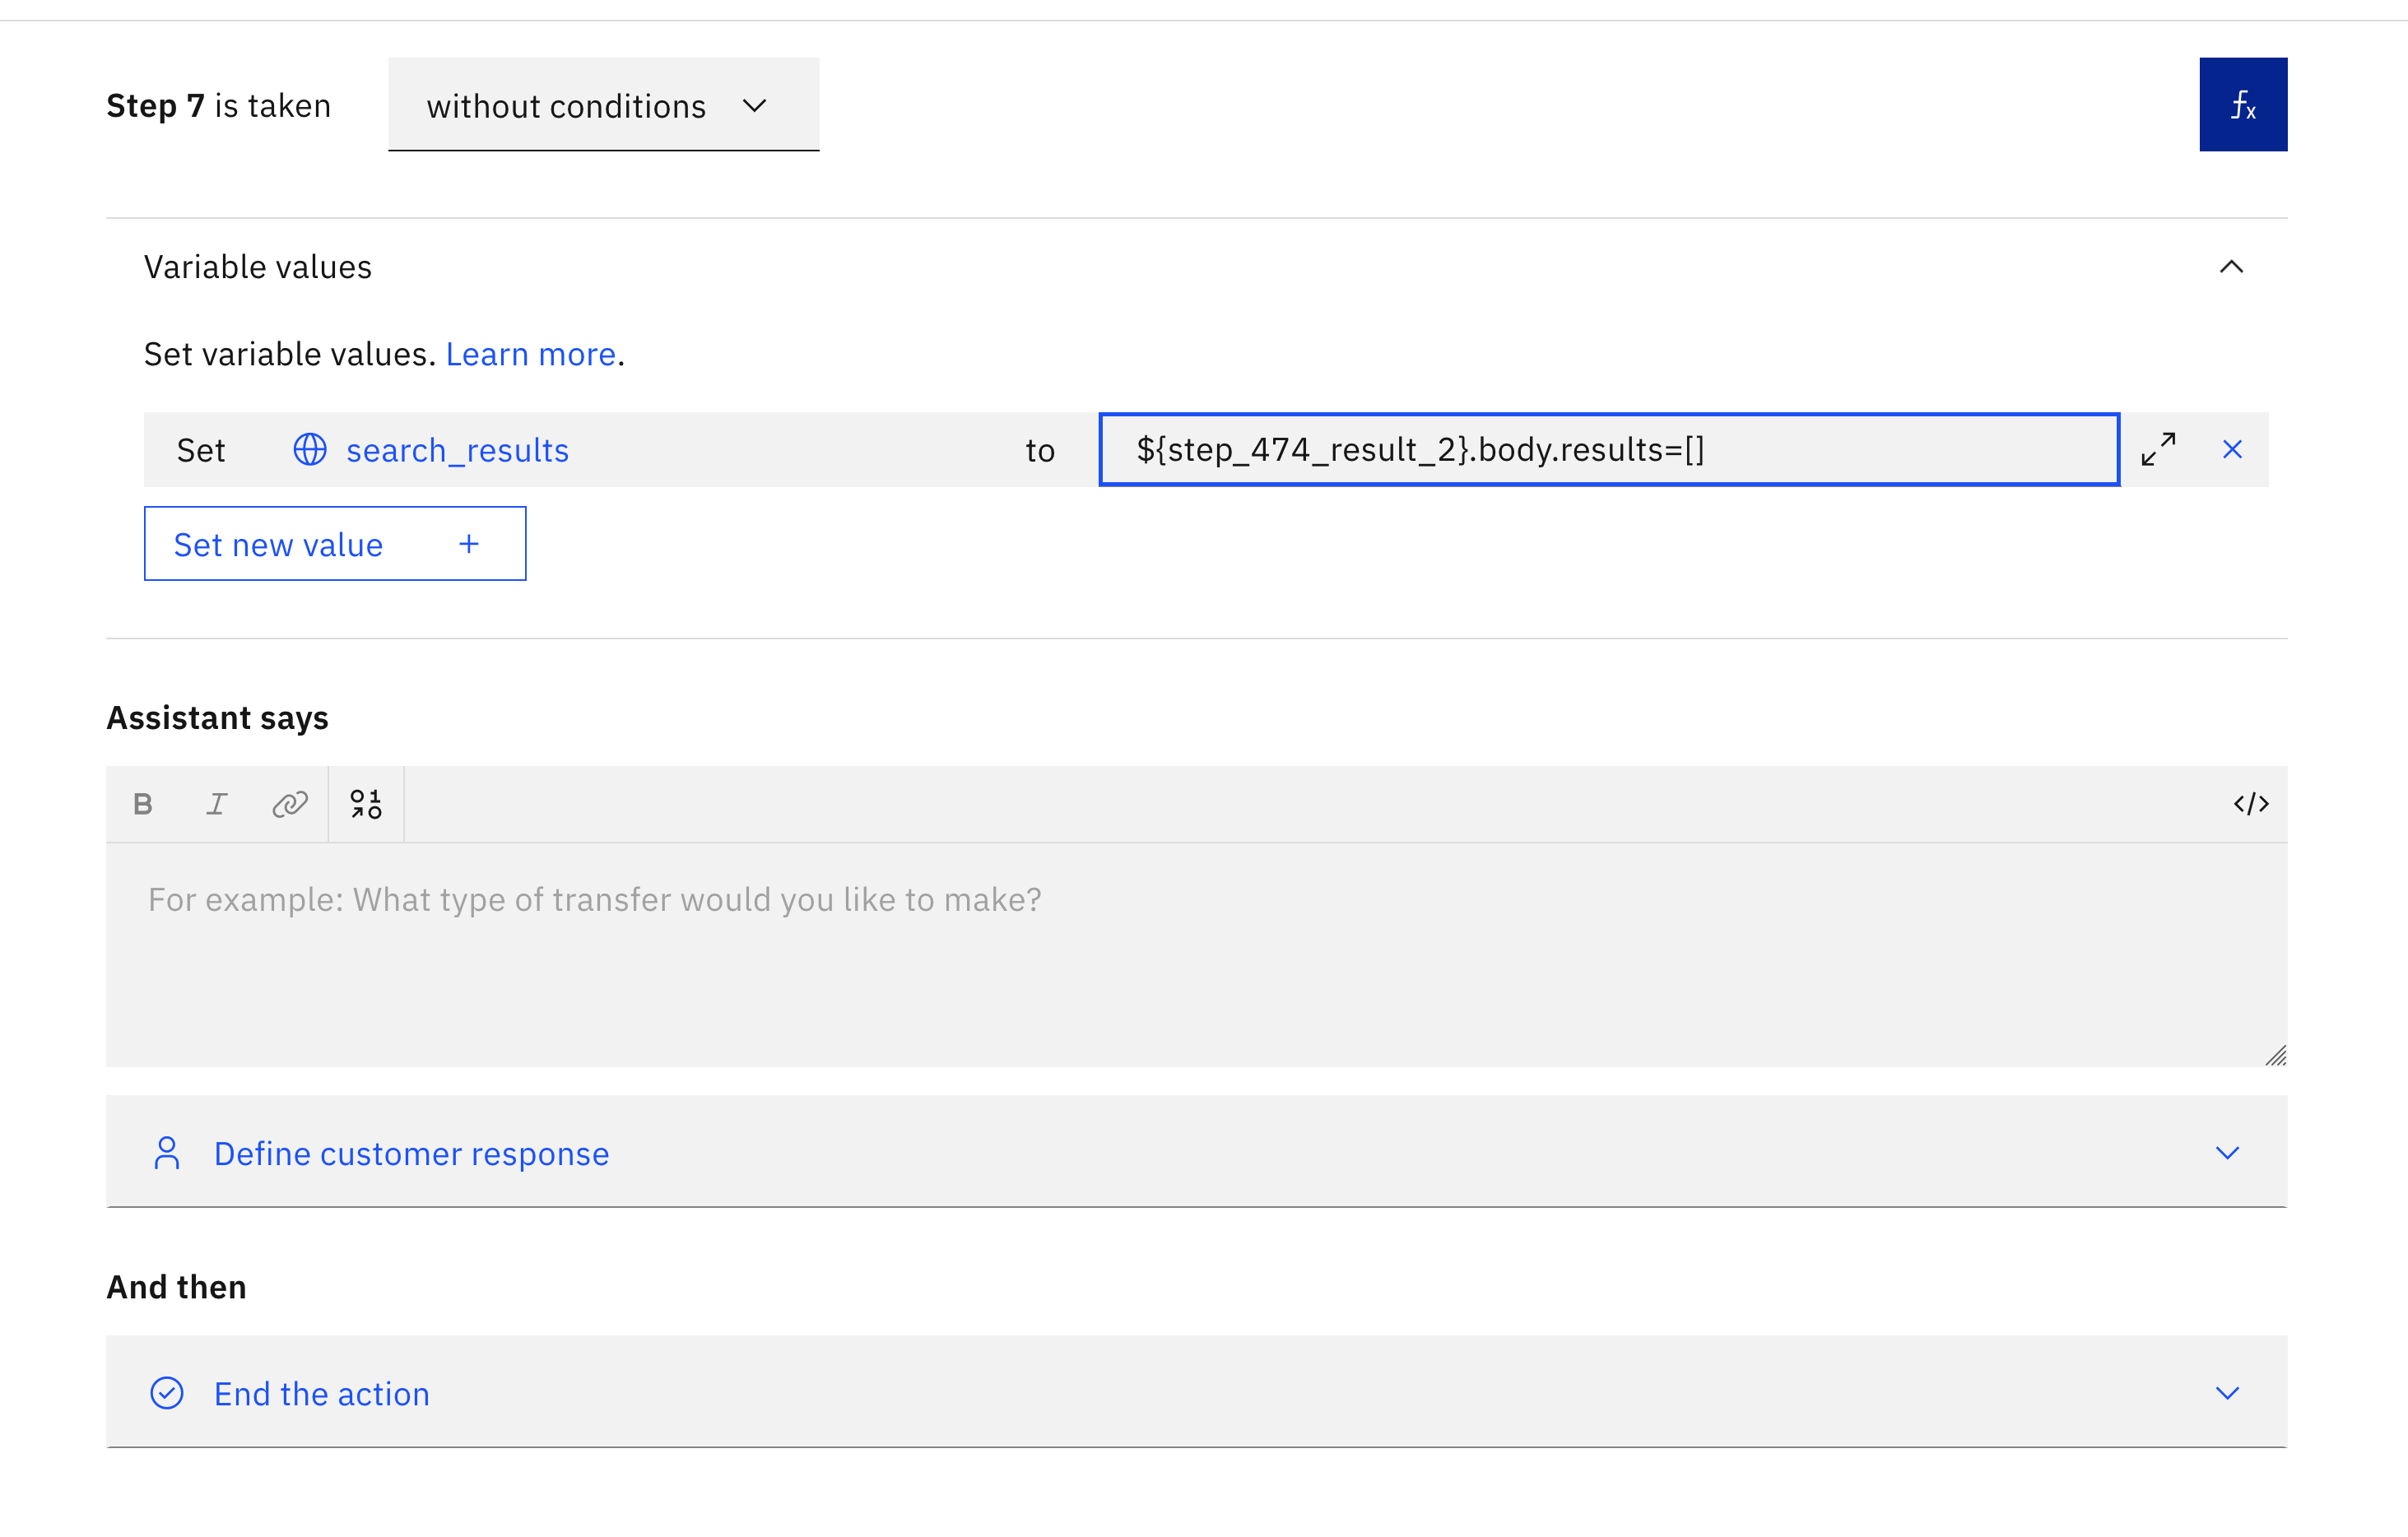 Step 7 is taken without conditions fx
Variable values
Set variable values. Learn more.
Set search_results to ${step_474_result_2}.body.results=[]
Set new value +
Assistant says
B I </>
For example: What type of transfer would you like to make?
Define customer response
And then
End the action